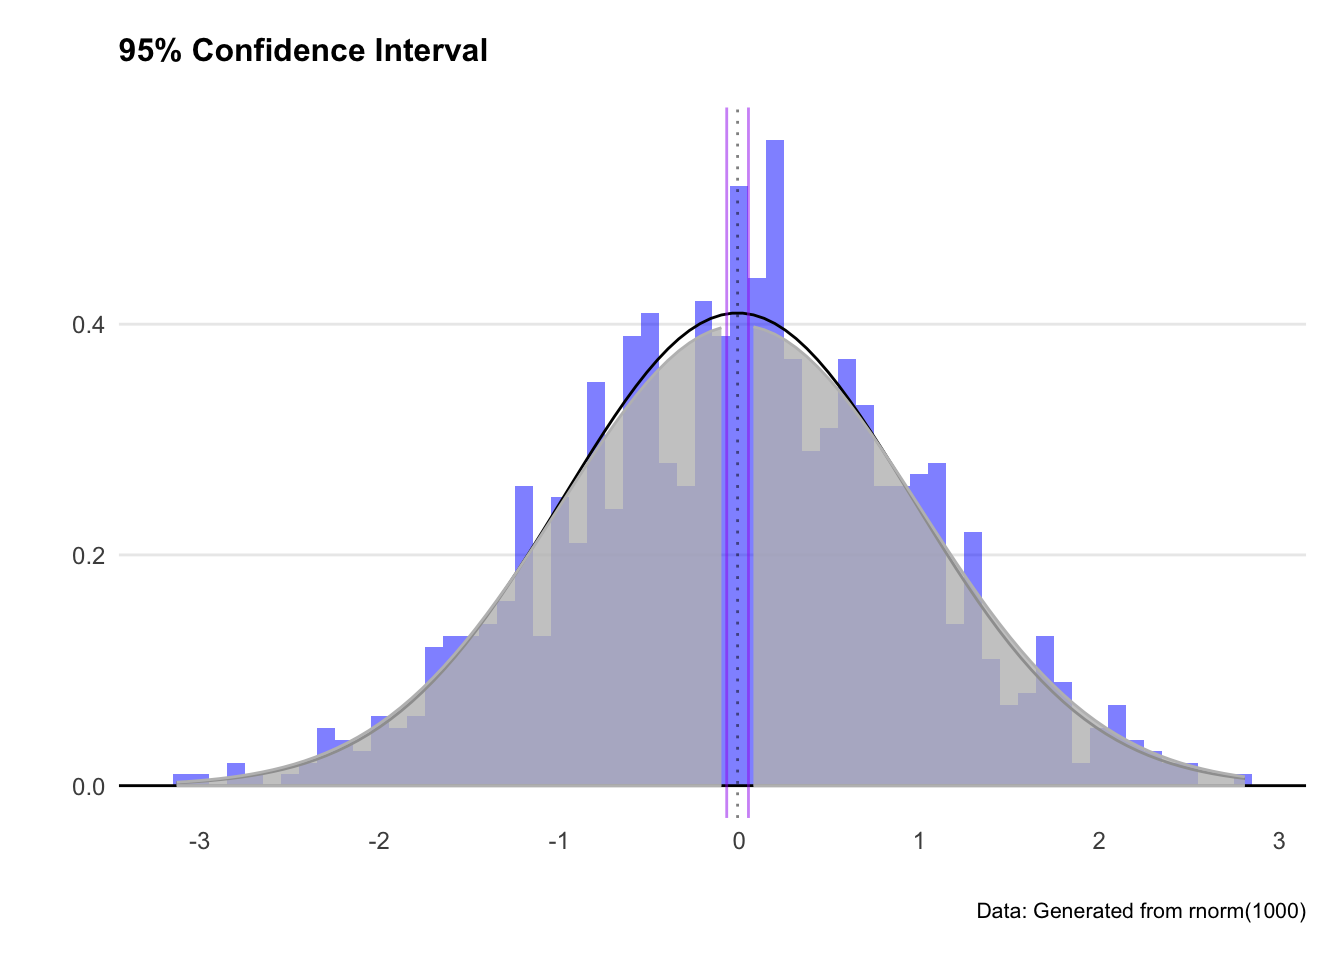 95% Confidence Interval
0.4
0.2
0.0
-3 -2 -1 0 1 2 3
Data: Generated from rnorm(1000)